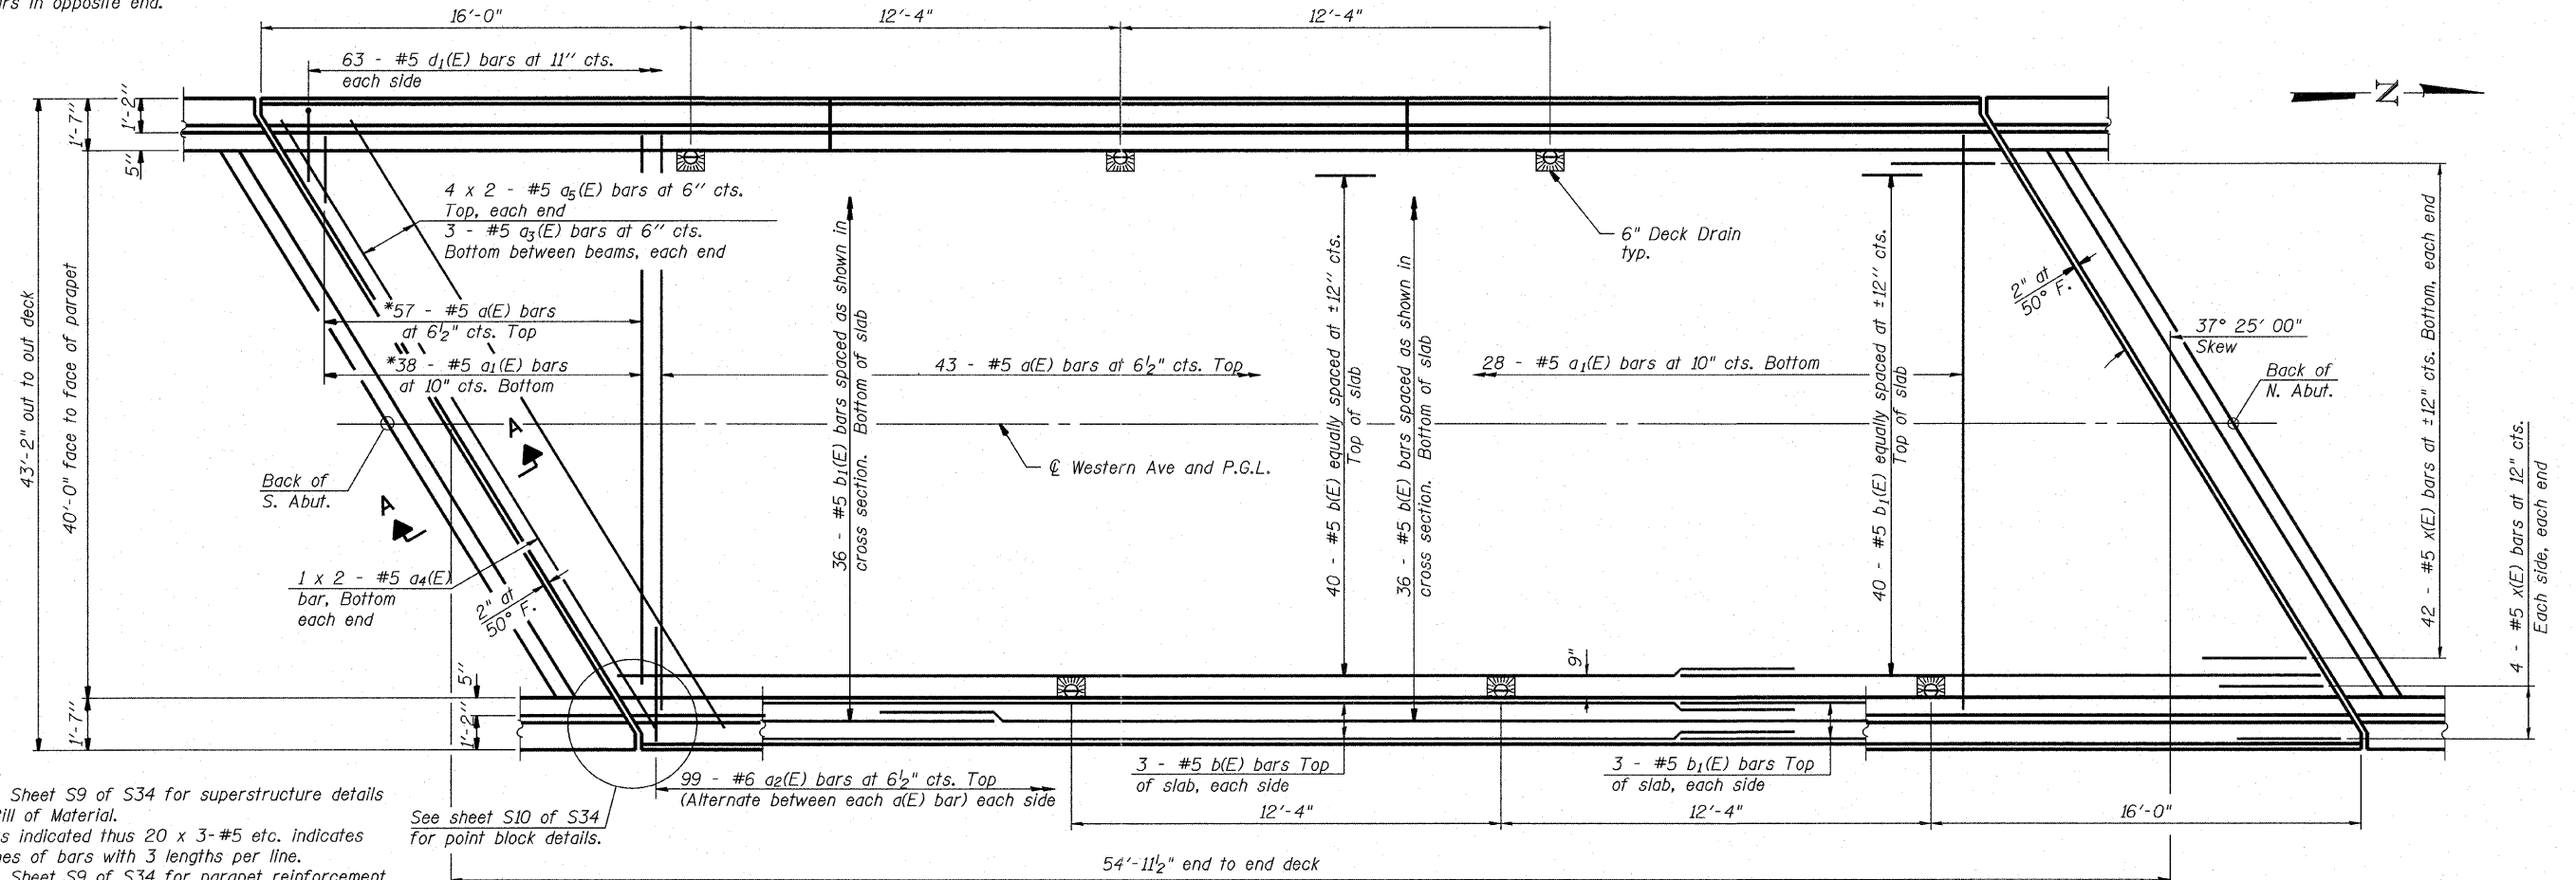 rs in opposite end.
16'-0"
12'-4"
12'-4"
63 - #5 d₁(E) bars at 11" cts.
each side
N
1'-7"
1'-2"
5"
43'-2" out to out deck
40'-0" face to face of parapet
4 x 2 - #5 a₅(E) bars at 6" cts.
Top, each end
3 - #5 a₃(E) bars at 6" cts.
Bottom between beams, each end
6" Deck Drain
typ.
*57 - #5 a(E) bars
at 6½" cts. Top
*38 - #5 a₁(E) bars
at 10" cts. Bottom
43 - #5 a(E) bars at 6½" cts. Top
28 - #5 a₁(E) bars at 10" cts. Bottom
36 - #5 b₁(E) bars spaced as shown in
cross section. Bottom of slab
40 - #5 b(E) equally spaced at ±12" cts.
Top of slab
36 - #5 b(E) bars spaced as shown in
cross section. Bottom of slab
40 - #5 b₁(E) equally spaced at ±12" cts.
Top of slab
2" at
50° F.
37° 25' 00"
Skew
Back of
N. Abut.
42 - #5 x(E) bars at ±12" cts. Bottom, each end
4 - #5 x(E) bars at 12" cts.
Each side, each end
A
A
Back of
S. Abut.
℄ Western Ave and P.G.L.
1 x 2 - #5 a₄(E)
bar, Bottom
each end
2" at
50° F.
9"
5"
1'-2"
1'-7"
99 - #6 a₂(E) bars at 6½" cts. Top
(Alternate between each a(E) bar) each side
3 - #5 b(E) bars Top
of slab, each side
3 - #5 b₁(E) bars Top
of slab, each side
12'-4"
12'-4"
16'-0"
See sheet S10 of S34
for point block details.
Sheet S9 of S34 for superstructure details
ill of Material.
s indicated thus 20 x 3-#5 etc. indicates
nes of bars with 3 lengths per line.
Sheet S9 of S34 for parapet reinforcement
54'-11½" end to end deck